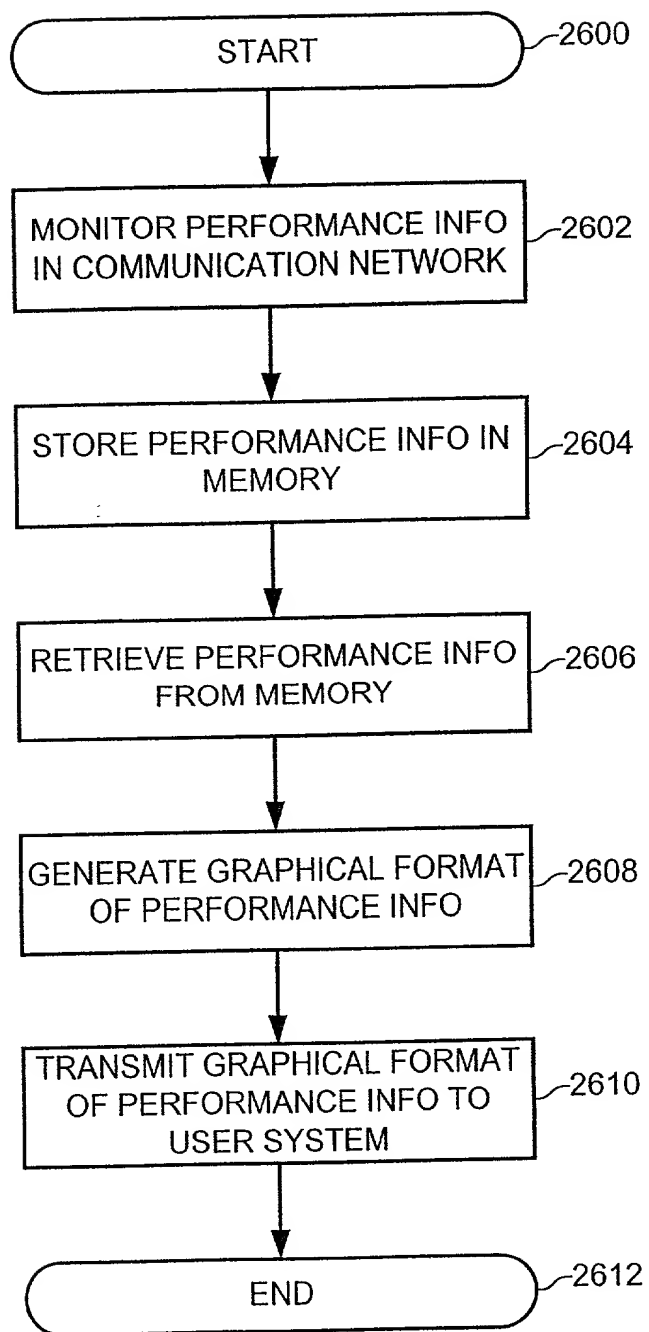 START
2600
MONITOR PERFORMANCE INFO
IN COMMUNICATION NETWORK
2602
STORE PERFORMANCE INFO IN
MEMORY
2604
RETRIEVE PERFORMANCE INFO
FROM MEMORY
2606
GENERATE GRAPHICAL FORMAT
OF PERFORMANCE INFO
2608
TRANSMIT GRAPHICAL FORMAT
OF PERFORMANCE INFO TO
USER SYSTEM
2610
END
2612